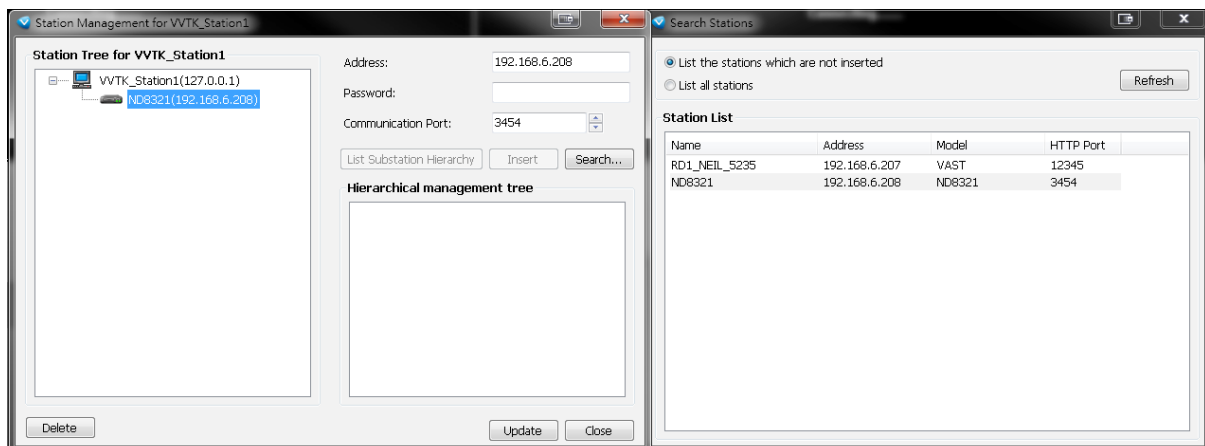 Station Management for VVTK_Station1
Station Tree for VVTK_Station1
VVTK_Station1(127.0.0.1)
ND8321(192.168.6.208)
Address: 192.168.6.208
Password:
Communication Port: 3454
List Substation Hierarchy Insert Search...
Hierarchical management tree
Delete Update Close
Search Stations
List the stations which are not inserted
List all stations
Refresh
Station List
Name Address Model HTTP Port
RD1_NEIL_5235 192.168.6.207 VAST 12345
ND8321 192.168.6.208 ND8321 3454